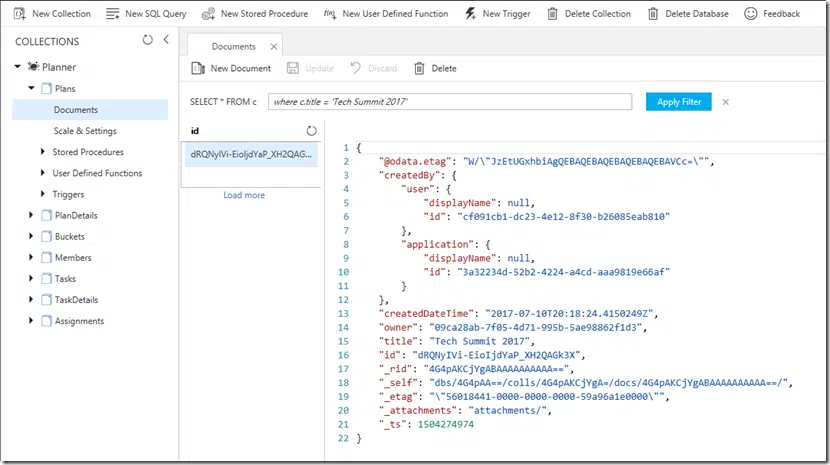 New Collection New SQL Query New Stored Procedure New User Defined Function New Trigger Delete Collection Delete Database Feedback
COLLECTIONS
Planner
Plans
Documents
Scale & Settings
Stored Procedures
User Defined Functions
Triggers
PlanDetails
Buckets
Members
Tasks
TaskDetails
Assignments
Documents
New Document Update Discard Delete
SELECT * FROM c where c.title = 'Tech Summit 2017' Apply Filter
id
dRQNyIVi-EioIjdYaP_XH2QAG...
Load more
1 {
2 "@odata.etag": "W/\"JzEtUGxhbiAgQEBAQEBAQEBAQEBAQEBAVCc=\"",
3 "createdBy": {
4 "user": {
5 "displayName": null,
6 "id": "cf091cb1-dc23-4e12-8f30-b26085eab810"
7 },
8 "application": {
9 "displayName": null,
10 "id": "3a32234d-52b2-4224-a4cd-aaa9819e66af"
11 }
12 },
13 "createdDateTime": "2017-07-10T20:18:24.4150249Z",
14 "owner": "09ca28ab-7f05-4d71-995b-5ae98862f1d3",
15 "title": "Tech Summit 2017",
16 "id": "dRQNyIVi-EioIjdYaP_XH2QAGk3X",
17 "_rid": "4G4pAKCjYgABAAAAAAAAAA==",
18 "_self": "dbs/4G4pAA==/colls/4G4pAKCjYgA=/docs/4G4pAKCjYgABAAAAAAAAAA==/",
19 "_etag": "\"56018441-0000-0000-0000-59a96a1e0000\"",
20 "_attachments": "attachments/",
21 "_ts": 1504274974
22 }